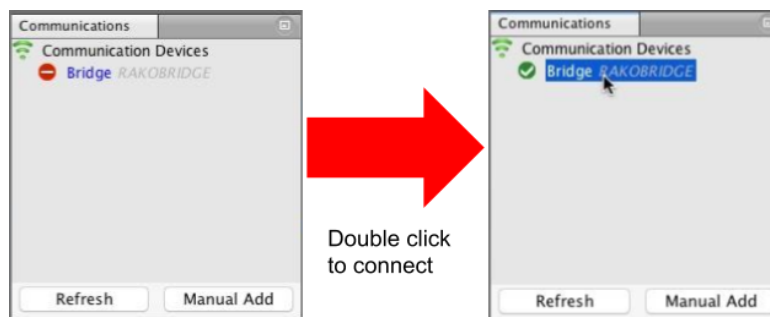 Communications
Communication Devices
Bridge RAKOBRIDGE
Refresh
Manual Add
Double click
to connect
Communications
Communication Devices
Bridge RAKOBRIDGE
Refresh
Manual Add